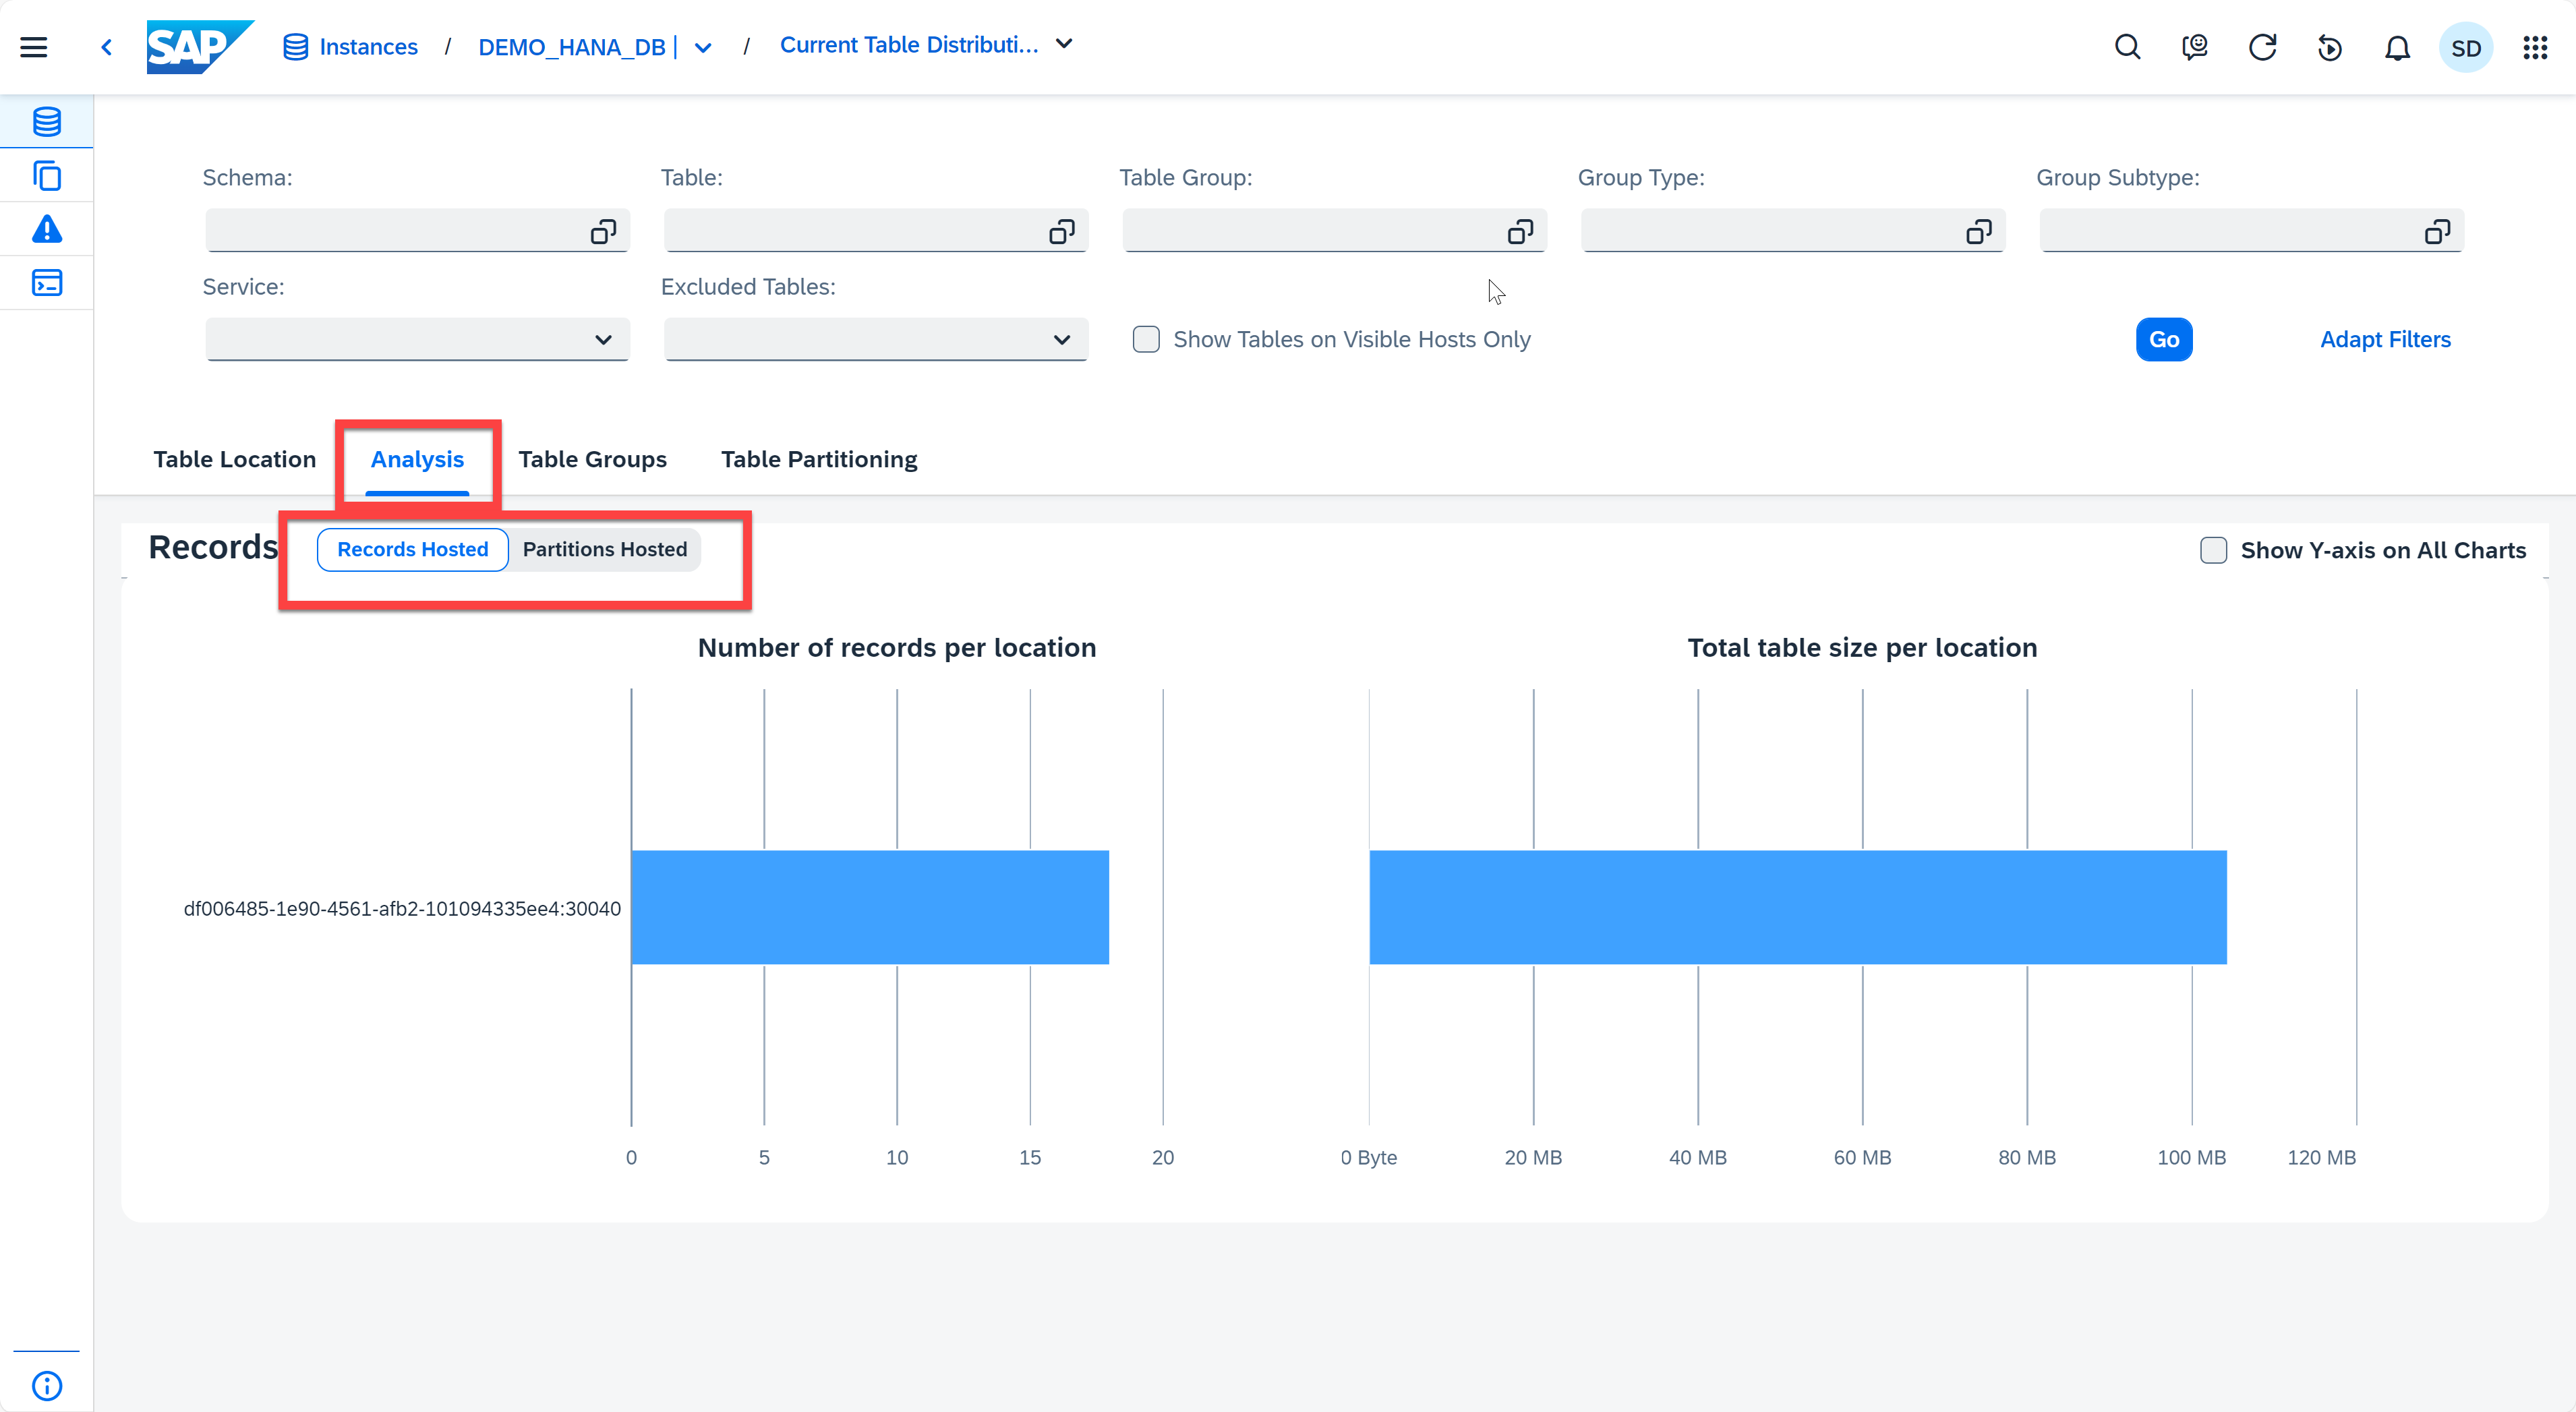 SAP Instances / DEMO_HANA_DB | / Current Table Distributi... SD
Schema: Table: Table Group: Group Type: Group Subtype:
Service: Excluded Tables:
Show Tables on Visible Hosts Only Go Adapt Filters
Table Location Analysis Table Groups Table Partitioning
Records Records Hosted Partitions Hosted Show Y-axis on All Charts
Number of records per location Total table size per location
df006485-1e90-4561-afb2-101094335ee4:30040
0 5 10 15 20 0 Byte 20 MB 40 MB 60 MB 80 MB 100 MB 120 MB